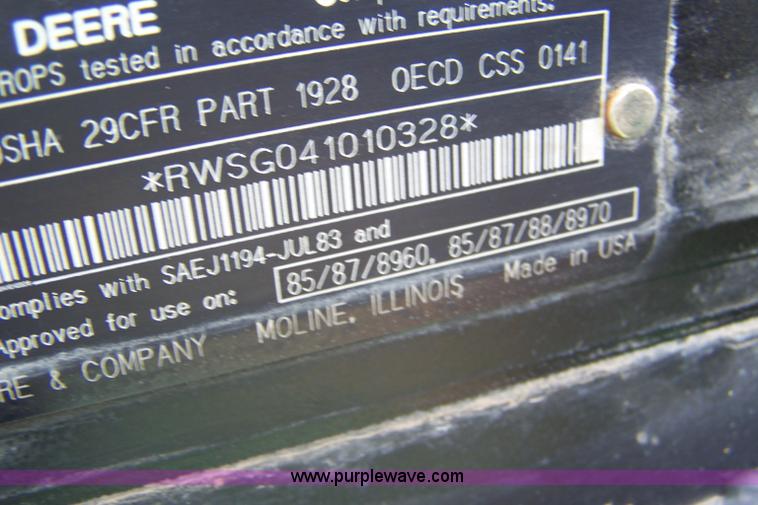 DEERE
ROPS tested in accordance with requirements:
OSHA 29CFR PART 1928 OECD CSS 0141
*RWSG041010328*
complies with SAEJ1194-JUL83 and
Approved for use on: 85/87/8960, 85/87/88/8970
& COMPANY MOLINE, ILLINOIS Made in USA
www.purplewave.com